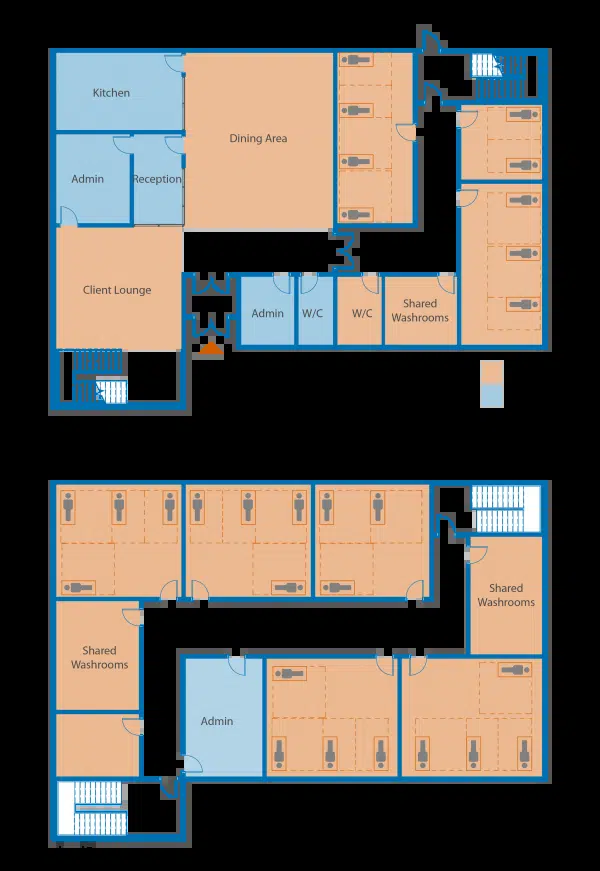 Kitchen
Dining Area
Admin
Reception
Client Lounge
Admin
W/C
W/C
Shared
Washrooms
Shared
Washrooms
Shared
Washrooms
Admin